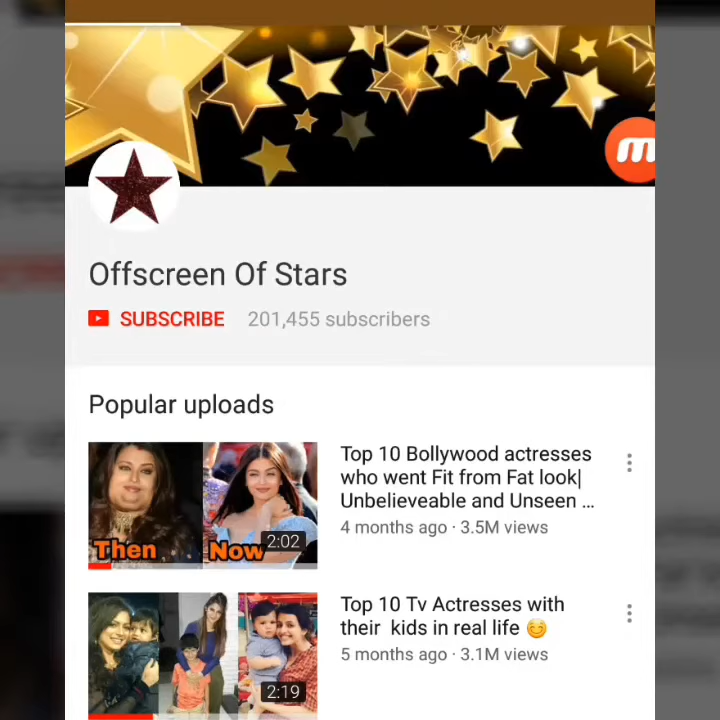 Offscreen Of Stars
SUBSCRIBE 201,455 subscribers
Popular uploads
Then
Now
2:02
Top 10 Bollywood actresses
who went Fit from Fat look|
Unbelieveable and Unseen ...
4 months ago · 3.5M views
2:19
Top 10 Tv Actresses with
their kids in real life 😊
5 months ago · 3.1M views